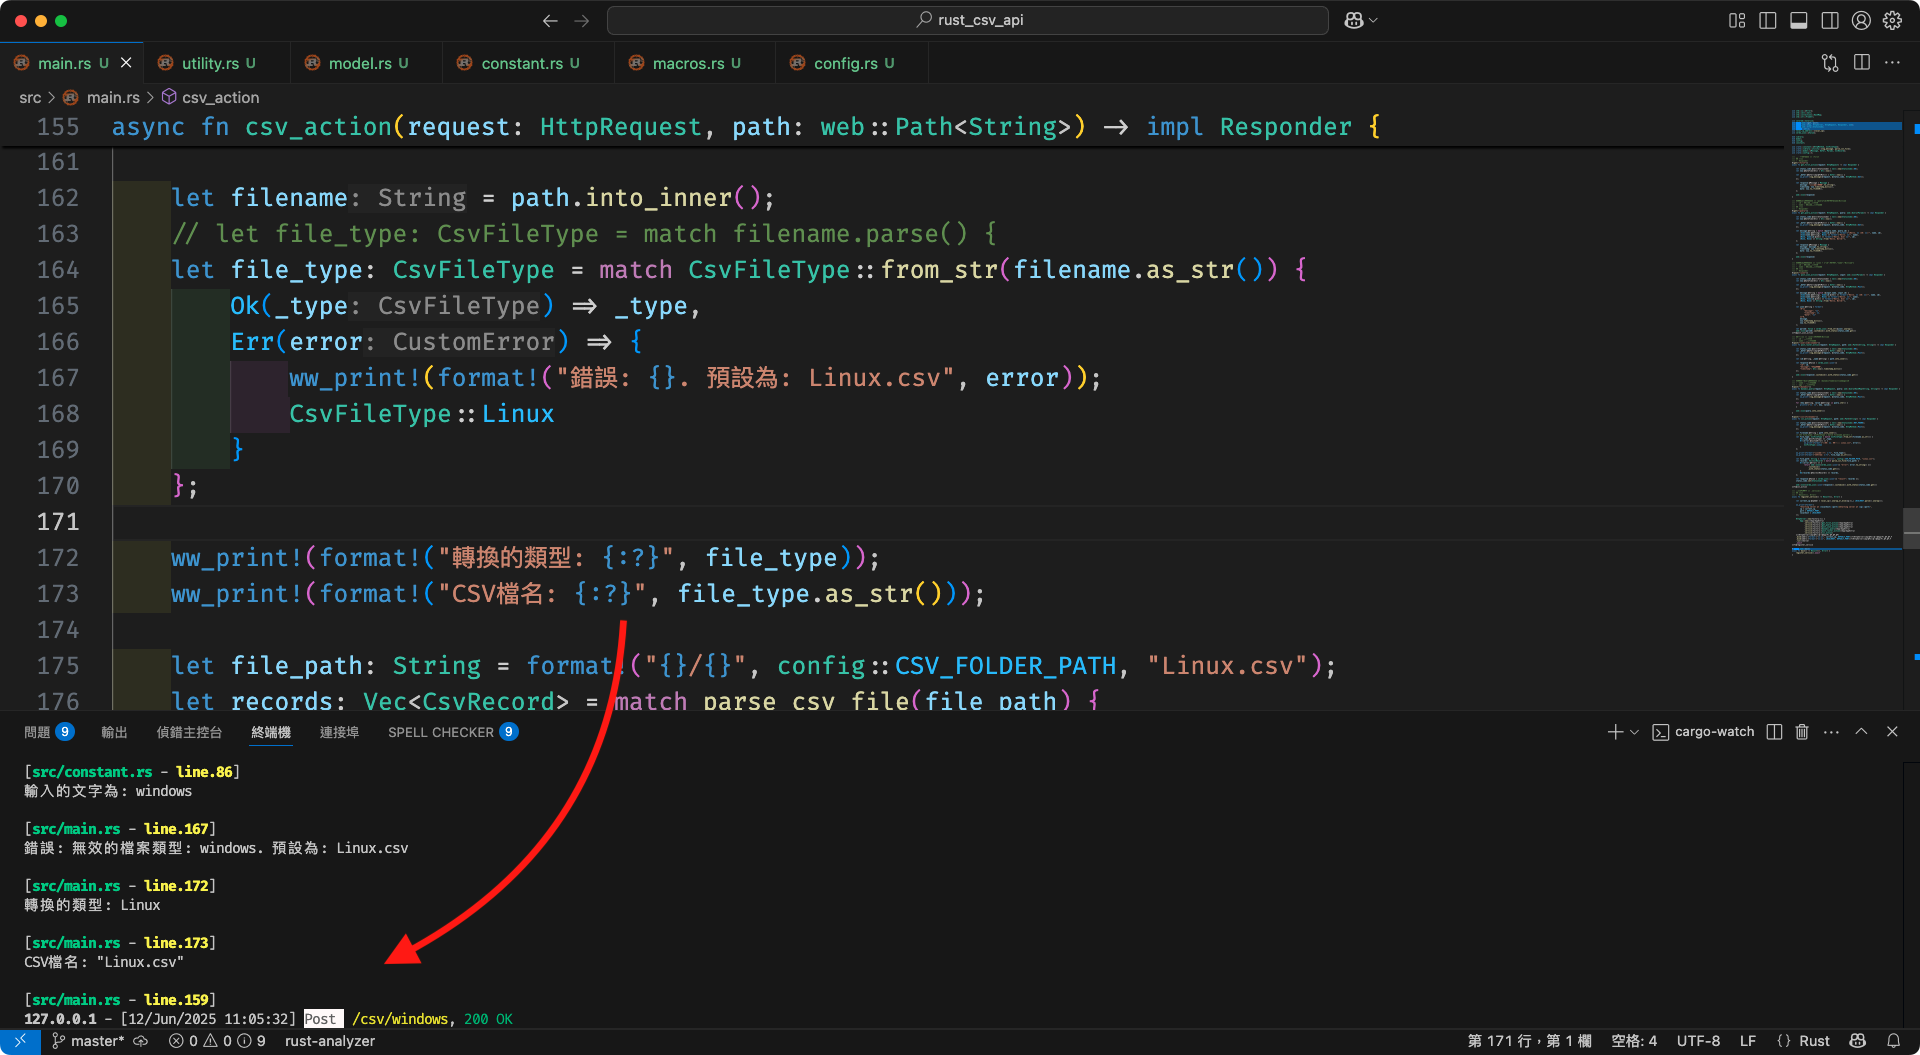 rust_csv_api
main.rs U
utility.rs U
model.rs U
constant.rs U
macros.rs U
config.rs U
src > main.rs > csv_action
155 async fn csv_action(request: HttpRequest, path: web::Path<String>) → impl Responder {
161
162 let filename: String = path.into_inner();
163 // let file_type: CsvFileType = match filename.parse() {
164 let file_type: CsvFileType = match CsvFileType::from_str(filename.as_str()) {
165 Ok(_type: CsvFileType) ⇒ _type,
166 Err(error: CustomError) ⇒ {
167 ww_print!(format!("錯誤: {}. 預設為: Linux.csv", error));
168 CsvFileType::Linux
169 }
170 };
171
172 ww_print!(format!("轉換的類型: {:?}", file_type));
173 ww_print!(format!("CSV檔名: {:?}", file_type.as_str()));
174
175 let file_path: String = format!("{}/{}", config::CSV_FOLDER_PATH, "Linux.csv");
176 let records: Vec<CsvRecord> = match parse_csv_file(file_path) {
問題 9 輸出 偵錯主控台 終端機 連接埠 SPELL CHECKER 9
cargo-watch
[src/constant.rs - line.86]
輸入的文字為: windows
[src/main.rs - line.167]
錯誤: 無效的檔案類型: windows. 預設為: Linux.csv
[src/main.rs - line.172]
轉換的類型: Linux
[src/main.rs - line.173]
CSV檔名: "Linux.csv"
[src/main.rs - line.159]
127.0.0.1 - [12/Jun/2025 11:05:32] Post /csv/windows, 200 OK
master* 0 0 9 rust-analyzer
第 171 行，第 1 欄 空格: 4 UTF-8 LF {} Rust